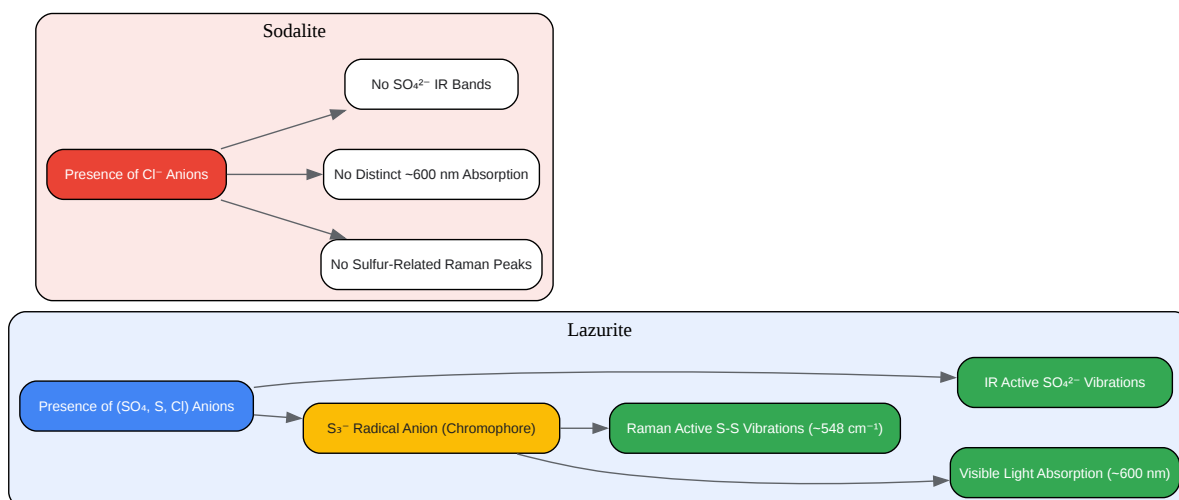 Sodalite
No SO₄²⁻ IR Bands
Presence of Cl⁻ Anions
No Distinct ~600 nm Absorption
No Sulfur-Related Raman Peaks
Lazurite
IR Active SO₄²⁻ Vibrations
Presence of (SO₄, S, Cl) Anions
S₃⁻ Radical Anion (Chromophore)
Raman Active S-S Vibrations (~548 cm⁻¹)
Visible Light Absorption (~600 nm)